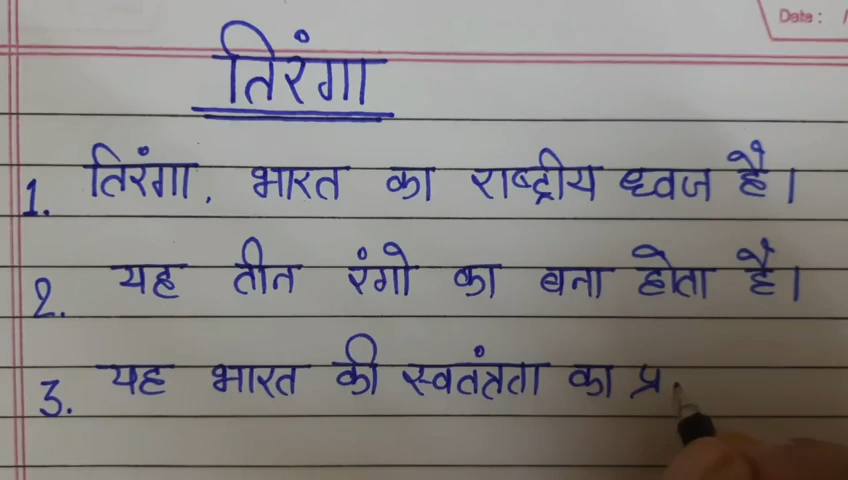 Date :
तिरंगा
1. तिरंगा, भारत का राष्ट्रीय ध्वज है।
2. यह तीन रंगो का बना होता है।
3. यह भारत की स्वतंत्रता का प्र